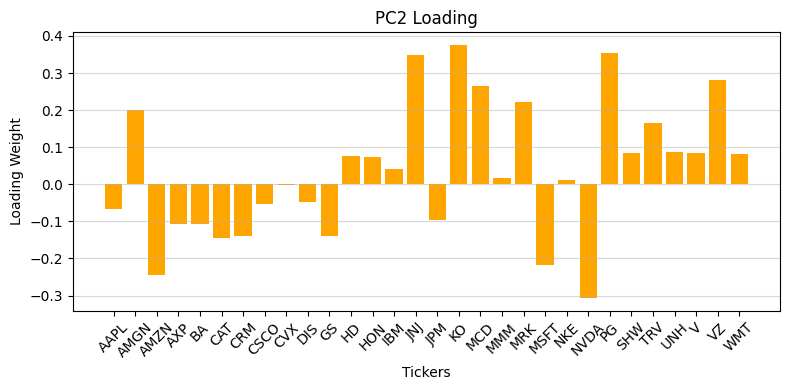 PC2 Loading
0.4
0.3
0.2
0.1
0.0
−0.1
−0.2
−0.3
Loading Weight
AAPL AMGN AMZN AXP BA CAT CRM CSCO CVX DIS GS HD HON IBM JNJ JPM KO MCD MMM MRK MSFT NKE NVDA PG SHW TRV UNH V VZ WMT
Tickers